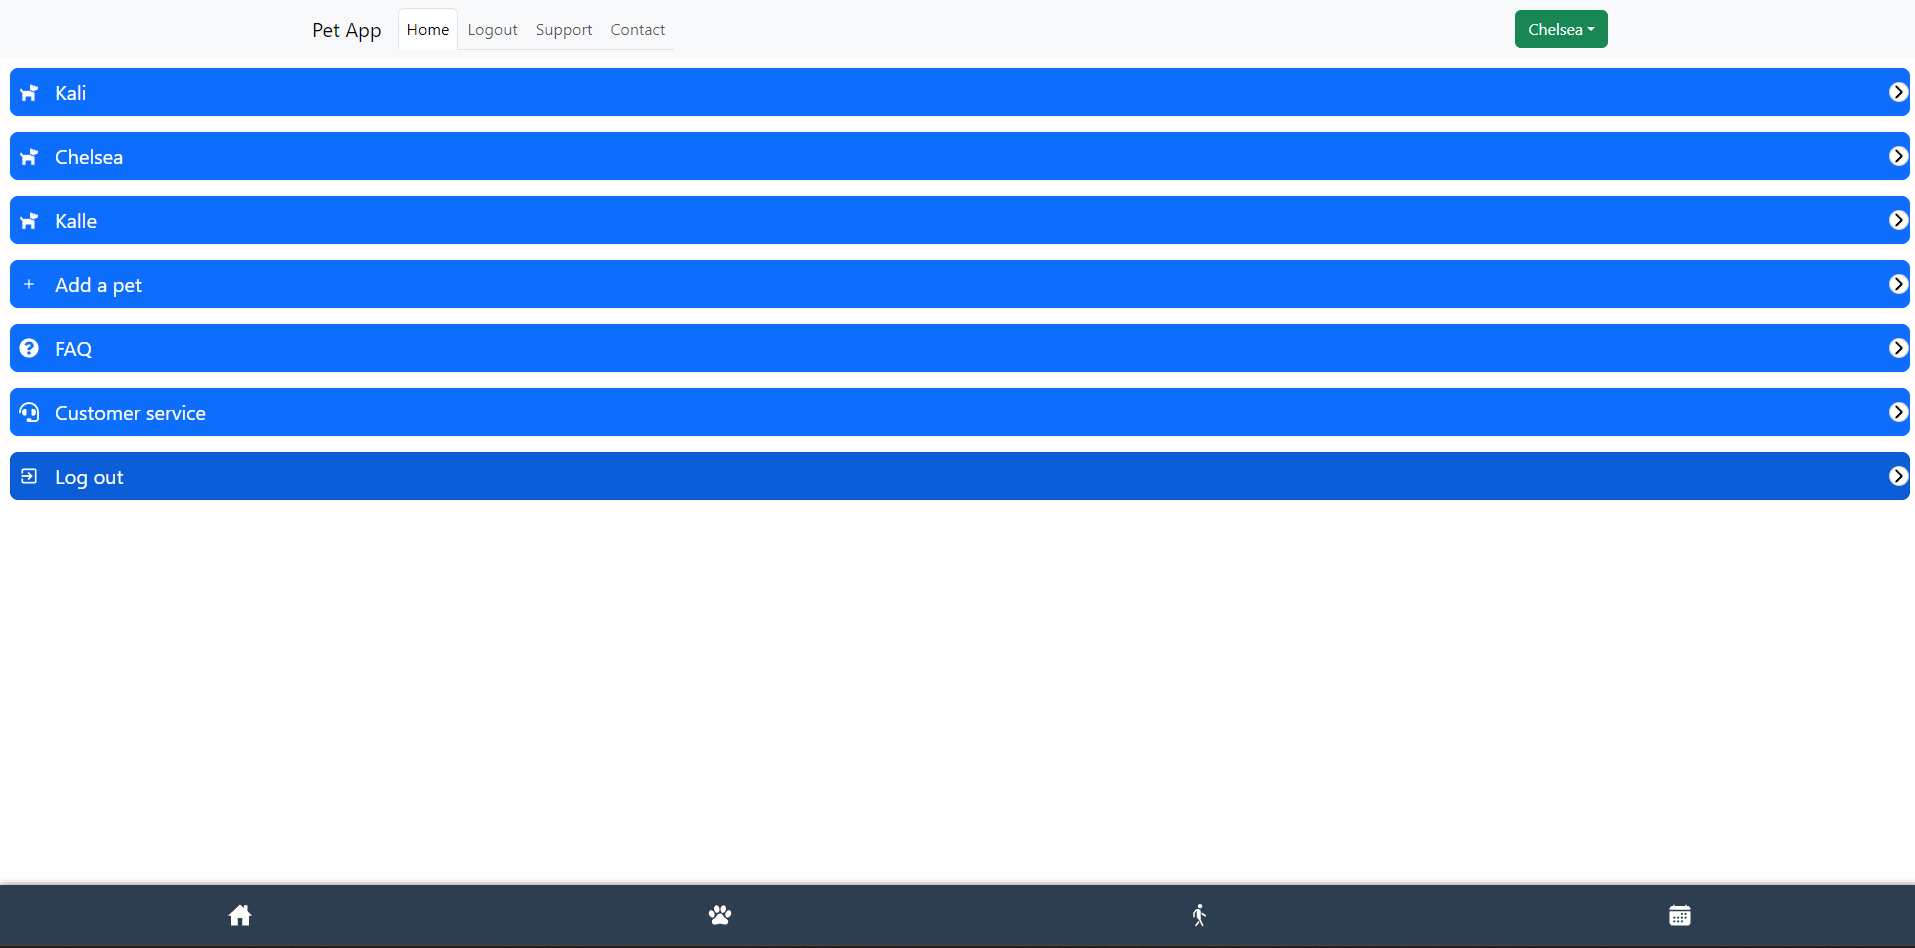 Pet App Home Logout Support Contact Chelsea
Kali
Chelsea
Kalle
Add a pet
FAQ
Customer service
Log out